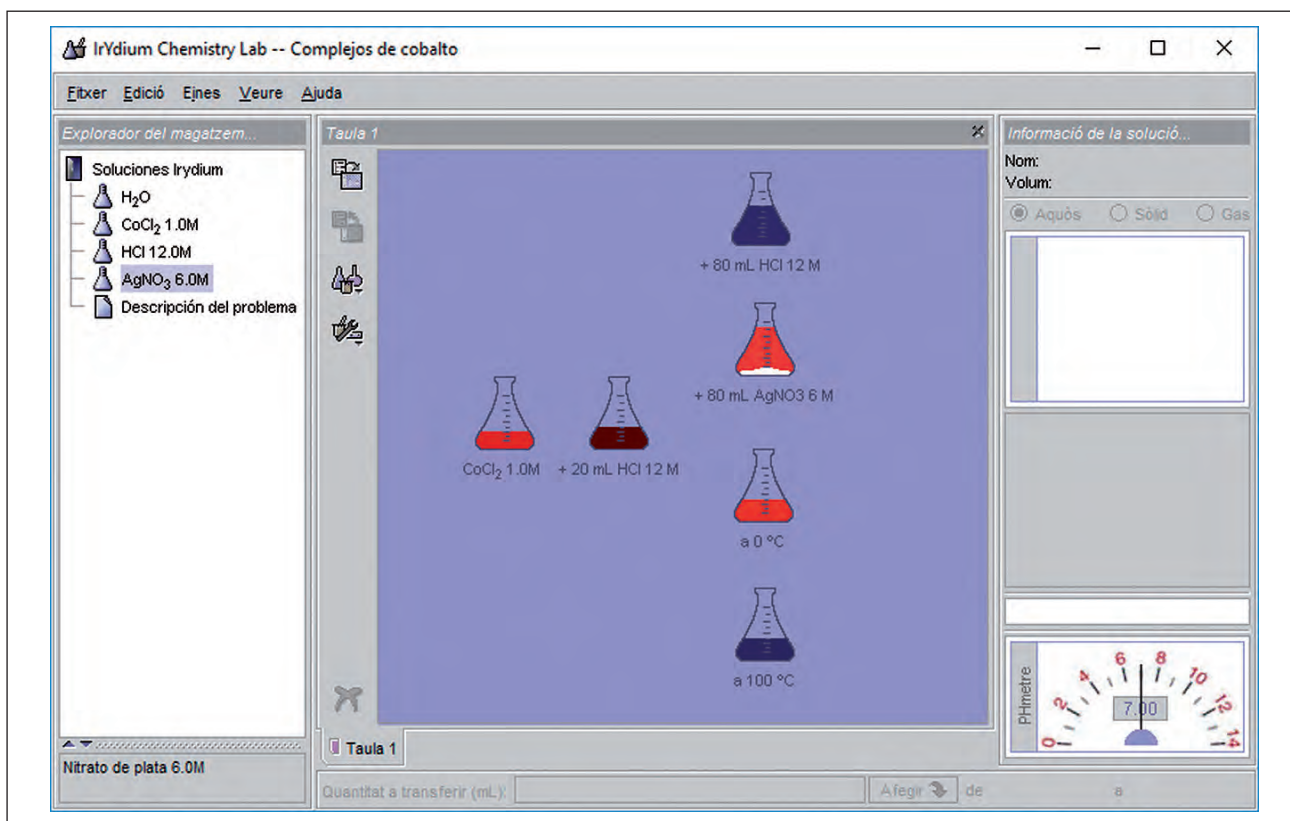 IrYdium Chemistry Lab -- Complejos de cobalto
Fitxer Edició Eines Veure Ajuda
Explorador del magatzem...
Soluciones Irydium
H₂O
CoCl₂ 1.0M
HCl 12.0M
AgNO₃ 6.0M
Descripción del problema
Nitrato de plata 6.0M
Taula 1
+ 80 mL HCl 12 M
+ 80 mL AgNO3 6 M
CoCl₂ 1.0M
+ 20 mL HCl 12 M
a 0 ºC
a 100 ºC
Taula 1
Quantitat a transferir (mL):
Afegir
de
a
Informació de la solució...
Nom:
Volum:
Aquòs Sòlid Gas
PHmetre
0 2 4 6 8 10 12 14
7.00